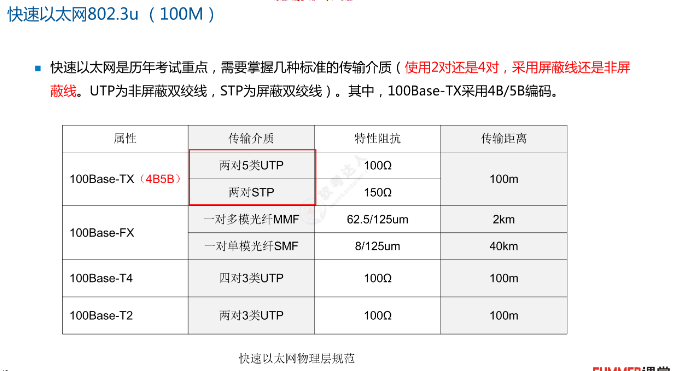 快速以太网802.3u （100M）
快速以太网是历年考试重点，需要掌握几种标准的传输介质（使用2对还是4对，采用屏蔽线还是非屏
蔽线。UTP为非屏蔽双绞线，STP为屏蔽双绞线）。其中，100Base-TX采用4B/5B编码。
属性 传输介质 特性阻抗 传输距离
100Base-TX（4B5B） 两对5类UTP 100Ω 100m
两对STP 150Ω
100Base-FX 一对多模光纤MMF 62.5/125um 2km
一对单模光纤SMF 8/125um 40km
100Base-T4 四对3类UTP 100Ω 100m
100Base-T2 两对3类UTP 100Ω 100m
快速以太网物理层规范